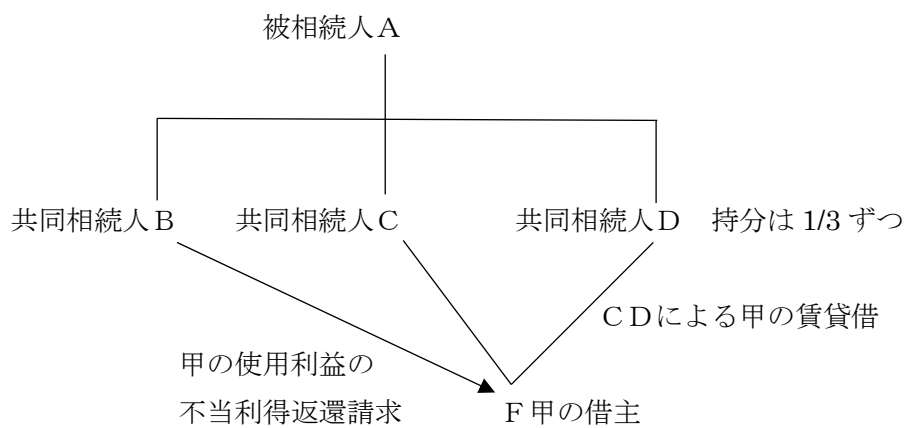 被相続人Ａ
共同相続人Ｂ 共同相続人Ｃ 共同相続人Ｄ 持分は 1/3 ずつ
ＣＤによる甲の賃貸借
甲の使用利益の
不当利得返還請求 Ｆ甲の借主